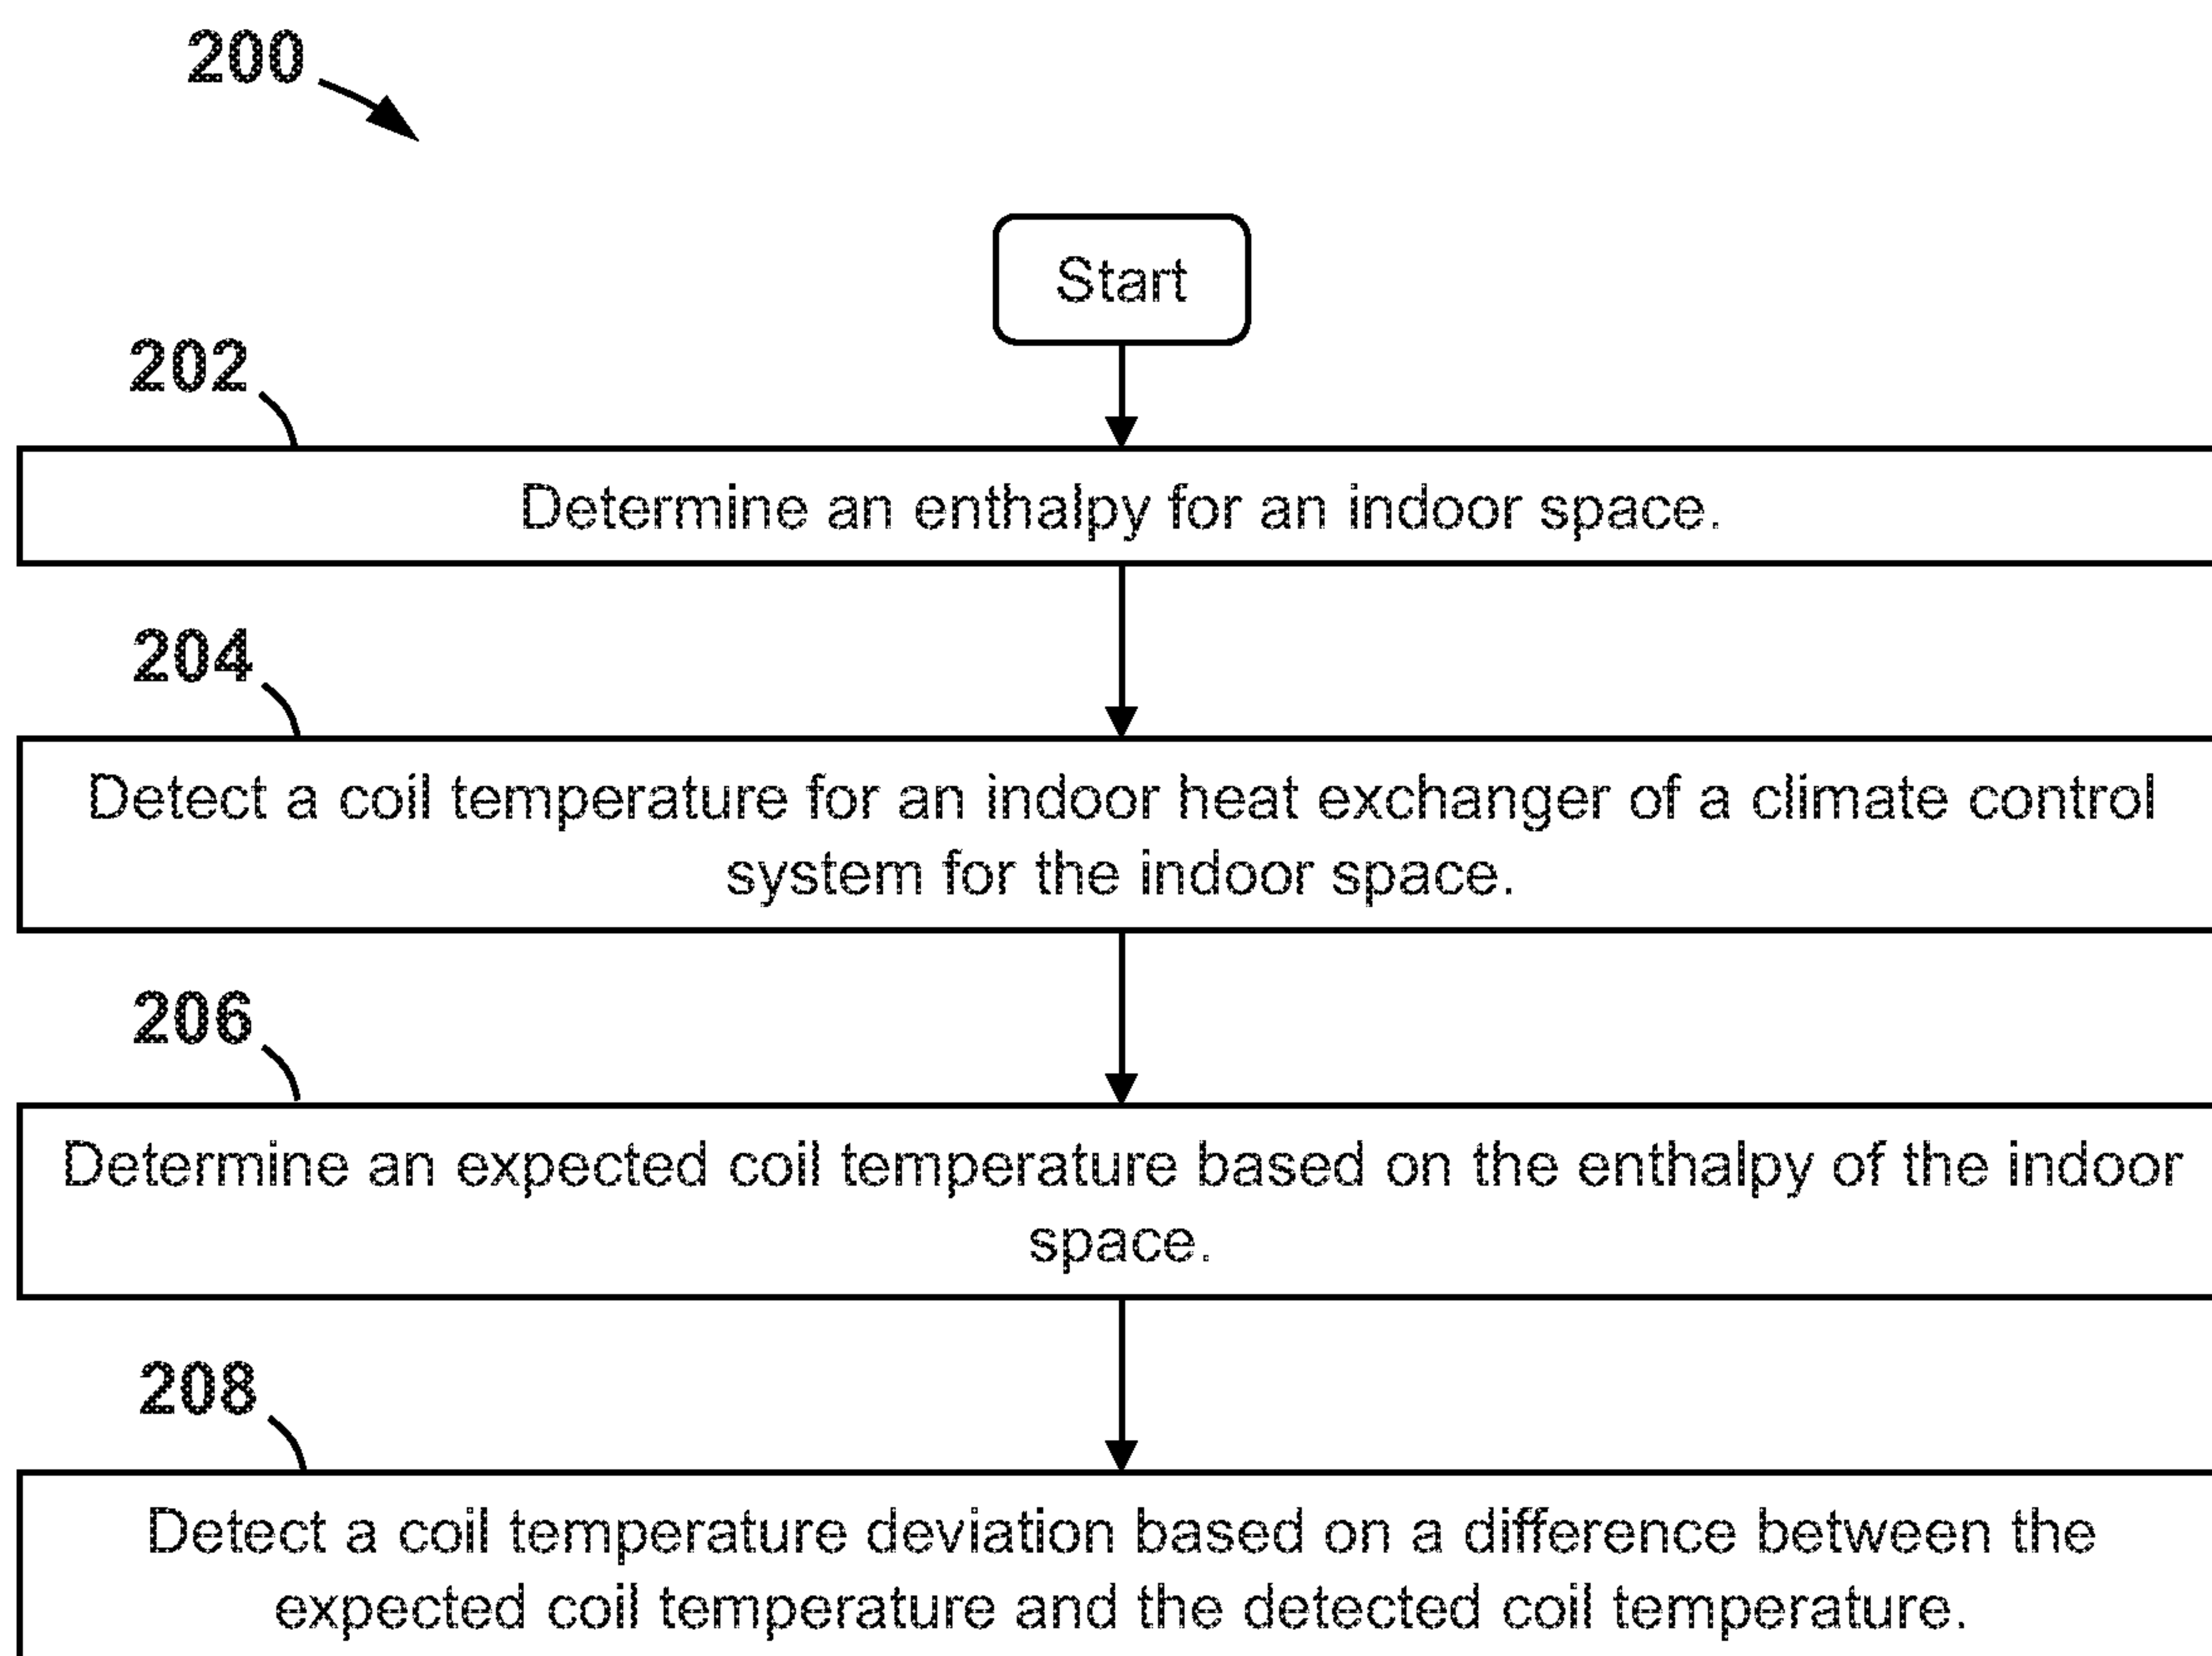 200
Start
202
Determine an enthalpy for an indoor space.
204
Detect a coil temperature for an indoor heat exchanger of a climate control
system for the indoor space.
206
Determine an expected coil temperature based on the enthalpy of the indoor
space.
208
Detect a coil temperature deviation based on a difference between the
expected coil temperature and the detected coil temperature.